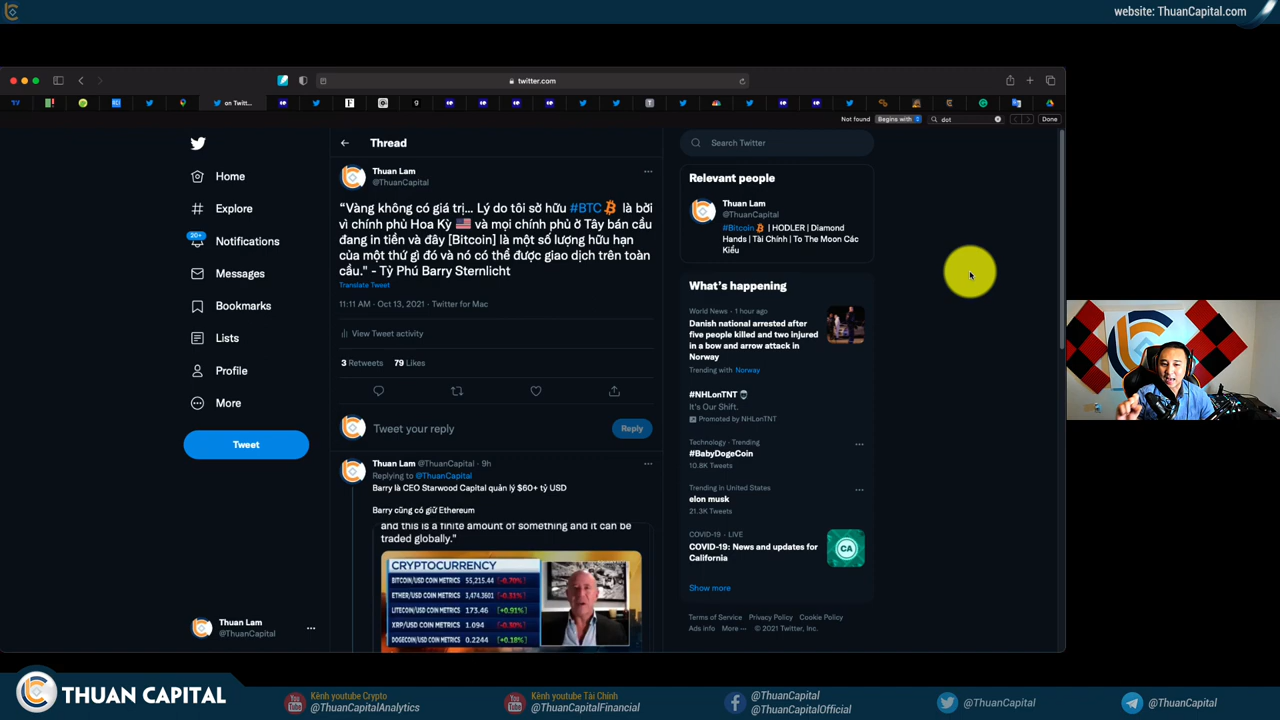 website: ThuanCapital.com
twitter.com
on Twitt...
Not found
Begins with
dot
Done
Home
Explore
20+
Notifications
Messages
Bookmarks
Lists
Profile
More
Tweet
Thuan Lam
@ThuanCapital
Thread
Thuan Lam
@ThuanCapital
“Vàng không có giá trị... Lý do tôi sở hữu #BTC là bởi
vì chính phủ Hoa Kỳ 🇺🇸 và mọi chính phủ ở Tây bán cầu
đang in tiền và đây [Bitcoin] là một số lượng hữu hạn
của một thứ gì đó và nó có thể được giao dịch trên toàn
cầu." - Tỷ Phú Barry Sternlicht
Translate Tweet
11:11 AM · Oct 13, 2021 · Twitter for Mac
View Tweet activity
3 Retweets 79 Likes
Tweet your reply
Reply
Thuan Lam @ThuanCapital · 9h
Replying to @ThuanCapital
Barry là CEO Starwood Capital quản lý $60+ tỷ USD
Barry cũng có giữ Ethereum
and this is a finite amount of something and it can be
traded globally.”
CRYPTOCURRENCY
BITCOIN/USD COIN METRICS 55,215.44 [-0.70%]
ETHER/USD COIN METRICS 3,474.3601 [-0.31%]
LITECOIN/USD COIN METRICS 173.46 [+0.91%]
XRP/USD COIN METRICS 1.094 [-0.30%]
DOGECOIN/USD COIN METRICS 0.2244 [+0.18%]
Search Twitter
Relevant people
Thuan Lam
@ThuanCapital
#Bitcoin | HODLER | Diamond
Hands | Tài Chính | To The Moon Các
Kiểu
What's happening
World News · 1 hour ago
Danish national arrested after
five people killed and two injured
in a bow and arrow attack in
Norway
Trending with Norway
#NHLonTNT
It's Our Shift.
Promoted by NHLonTNT
Technology · Trending
#BabyDogeCoin
10.8K Tweets
Trending in United States
elon musk
21.3K Tweets
COVID-19 · LIVE
COVID-19: News and updates for
California
CA
Show more
Terms of Service Privacy Policy Cookie Policy
Ads info More ··· © 2021 Twitter, Inc.
THUAN CAPITAL
Kênh youtube Crypto
@ThuanCapitalAnalytics
Kênh youtube Tài Chính
@ThuanCapitalFinancial
@ThuanCapital
@ThuanCapitalOfficial
@ThuanCapital
@ThuanCapital